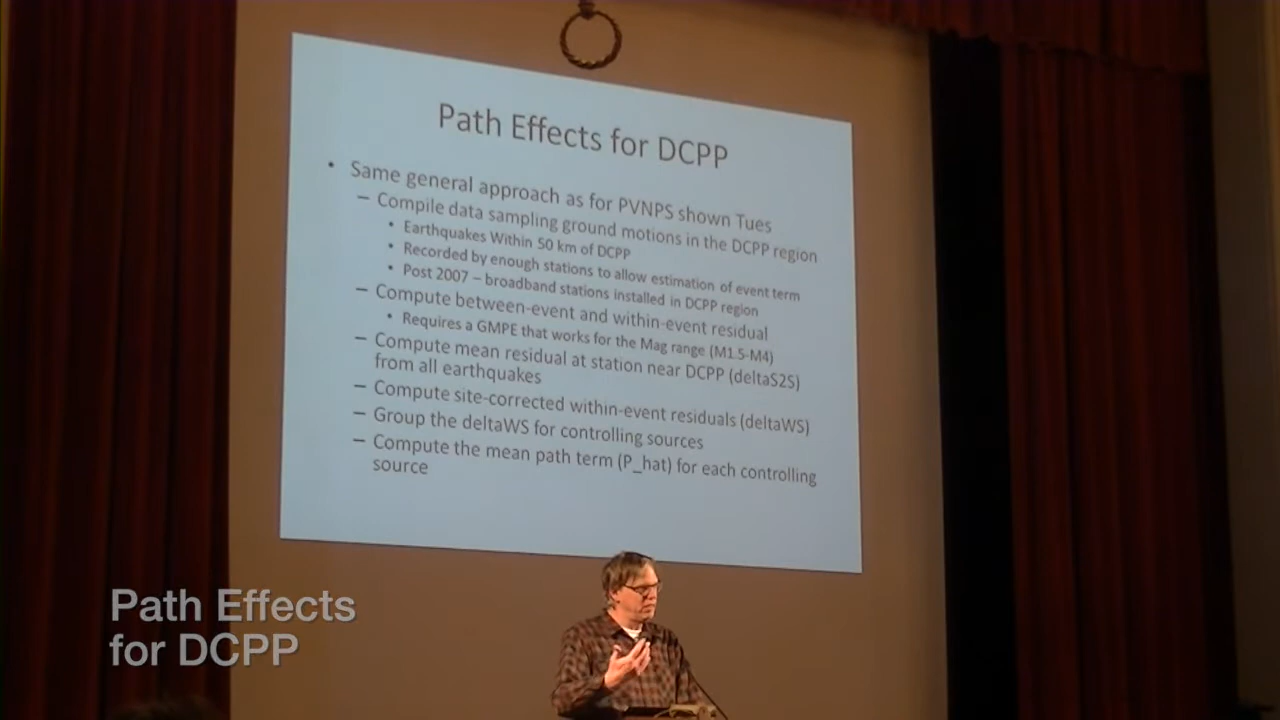 Path Effects for DCPP
• Same general approach as for PVNPS shown Tues
– Compile data sampling ground motions in the DCPP region
• Earthquakes Within 50 km of DCPP
• Recorded by enough stations to allow estimation of event term
• Post 2007 – broadband stations installed in DCPP region
– Compute between-event and within-event residual
• Requires a GMPE that works for the Mag range (M1.5-M4)
– Compute mean residual at station near DCPP (deltaS2S)
from all earthquakes
– Compute site-corrected within-event residuals (deltaWS)
– Group the deltaWS for controlling sources
– Compute the mean path term (P_hat) for each controlling
source
Path Effects
for DCPP